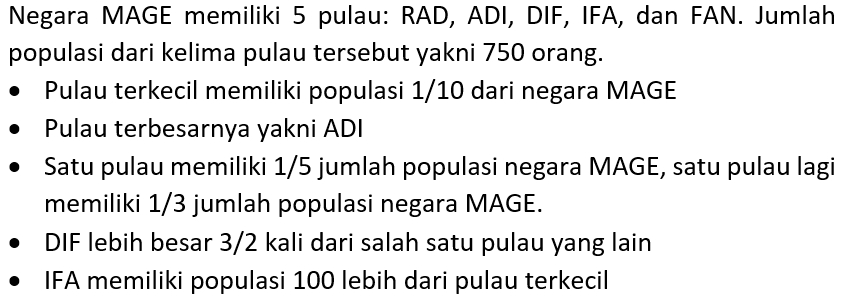 Negara MAGE memiliki 5 pulau: RAD, ADI, DIF, IFA, dan FAN. Jumlah
populasi dari kelima pulau tersebut yakni 750 orang.
• Pulau terkecil memiliki populasi 1/10 dari negara MAGE
• Pulau terbesarnya yakni ADI
• Satu pulau memiliki 1/5 jumlah populasi negara MAGE, satu pulau lagi
memiliki 1/3 jumlah populasi negara MAGE.
• DIF lebih besar 3/2 kali dari salah satu pulau yang lain
• IFA memiliki populasi 100 lebih dari pulau terkecil